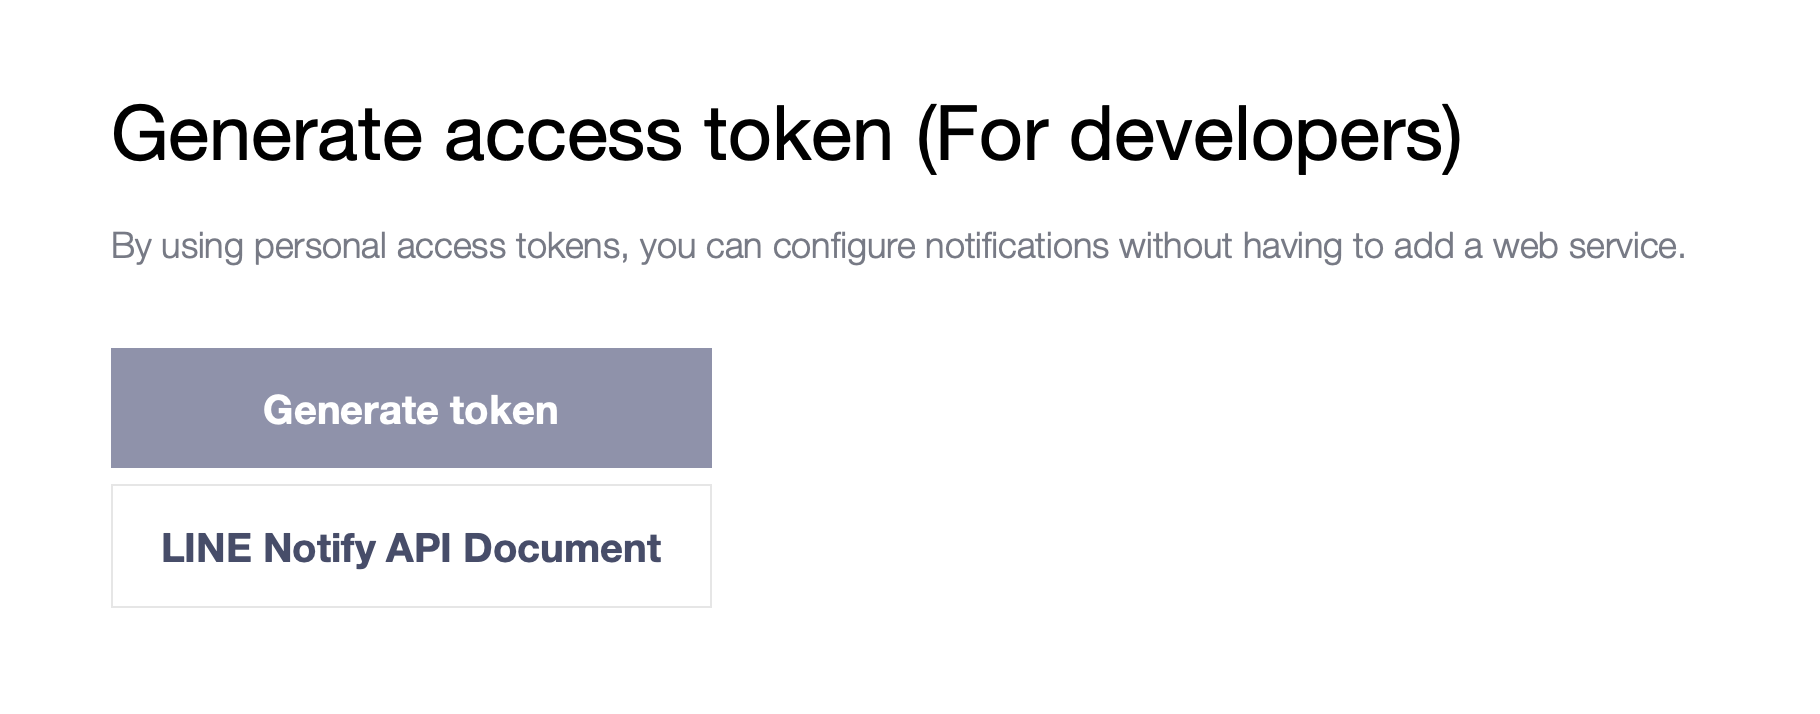 Generate access token (For developers)
By using personal access tokens, you can configure notifications without having to add a web service.
Generate token
LINE Notify API Document